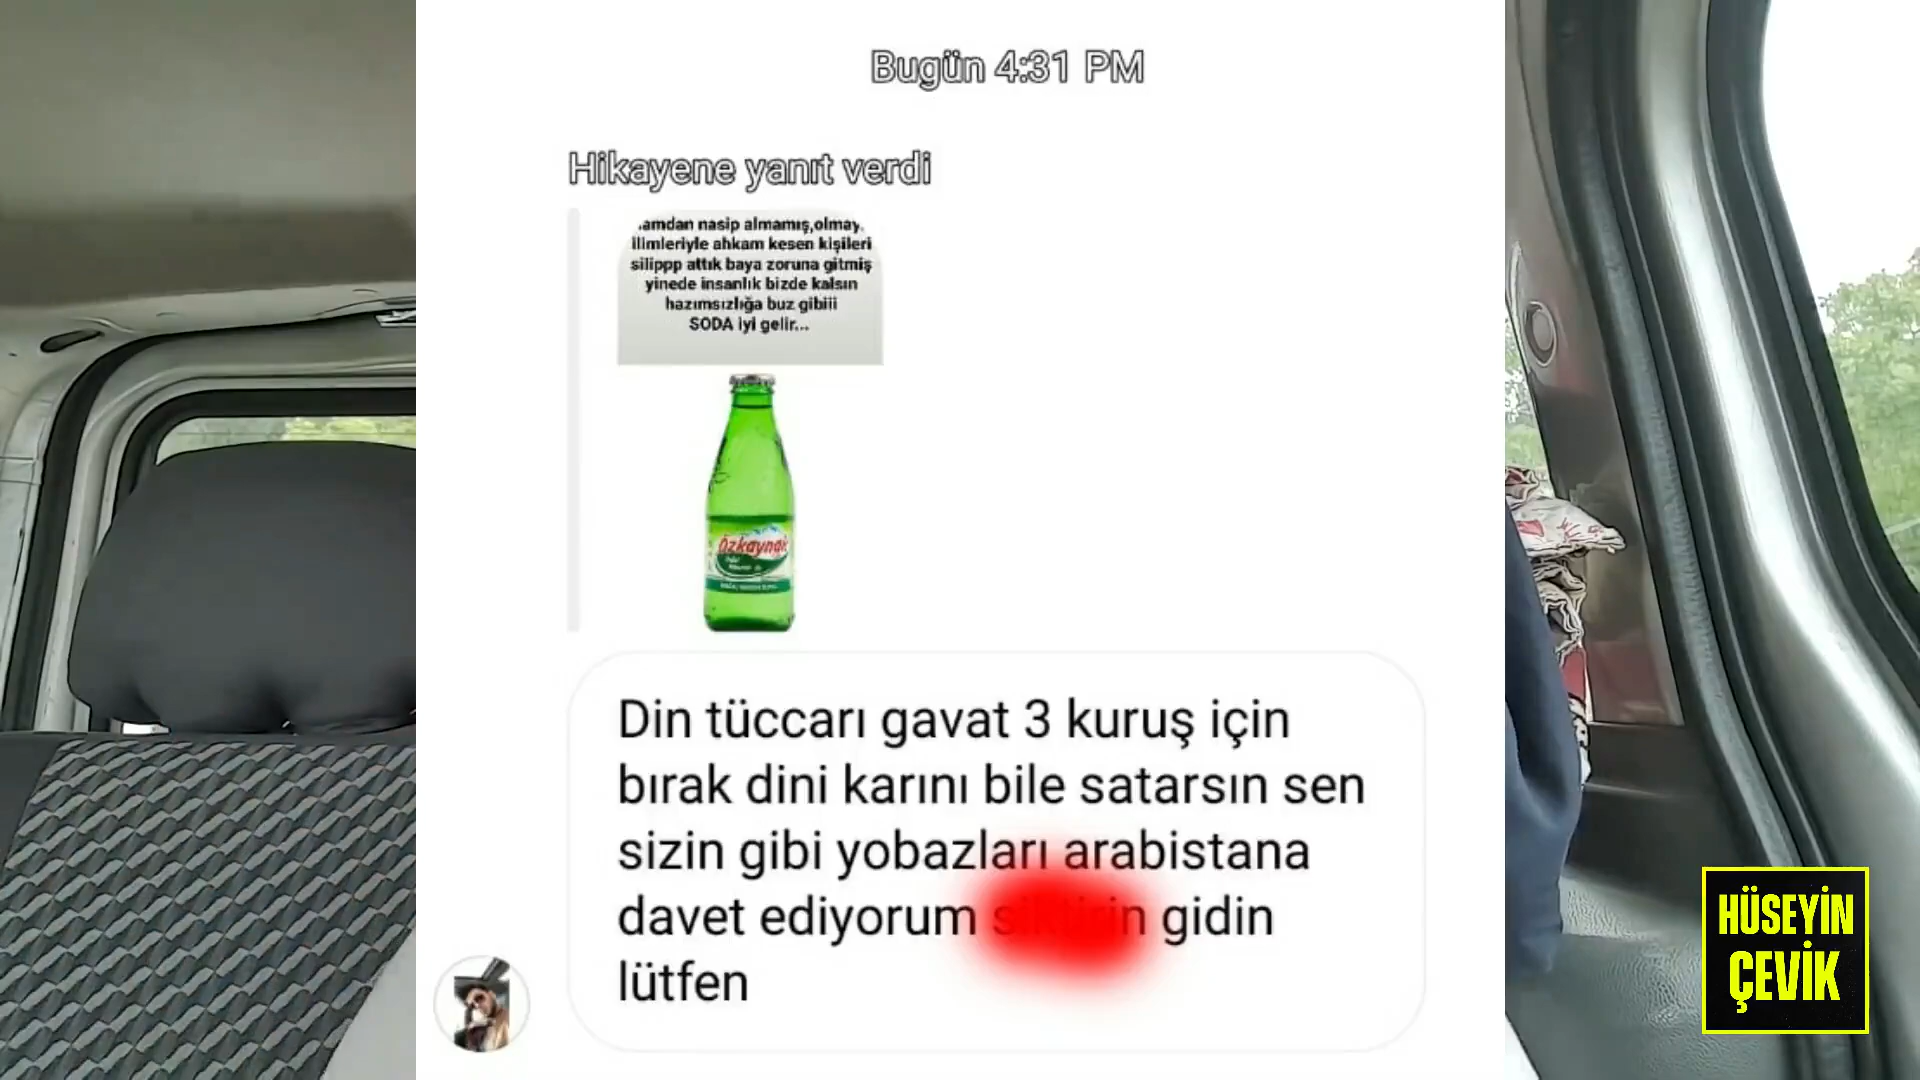 Bugün 4:31 PM
Hikayene yanıt verdi
amdan nasip almamış,olmay
ilimleriyle ahkam kesen kişileri
silippp attık baya zoruna gitmiş
yinede insanlık bizde kalsın
hazımsızlığa buz gibiii
SODA iyi gelir...
Özkaynak
Din tüccarı gavat 3 kuruş için
bırak dini karını bile satarsın sen
sizin gibi yobazları arabistana
davet ediyorum siktirin gidin
lütfen
HÜSEYİN
ÇEVİK